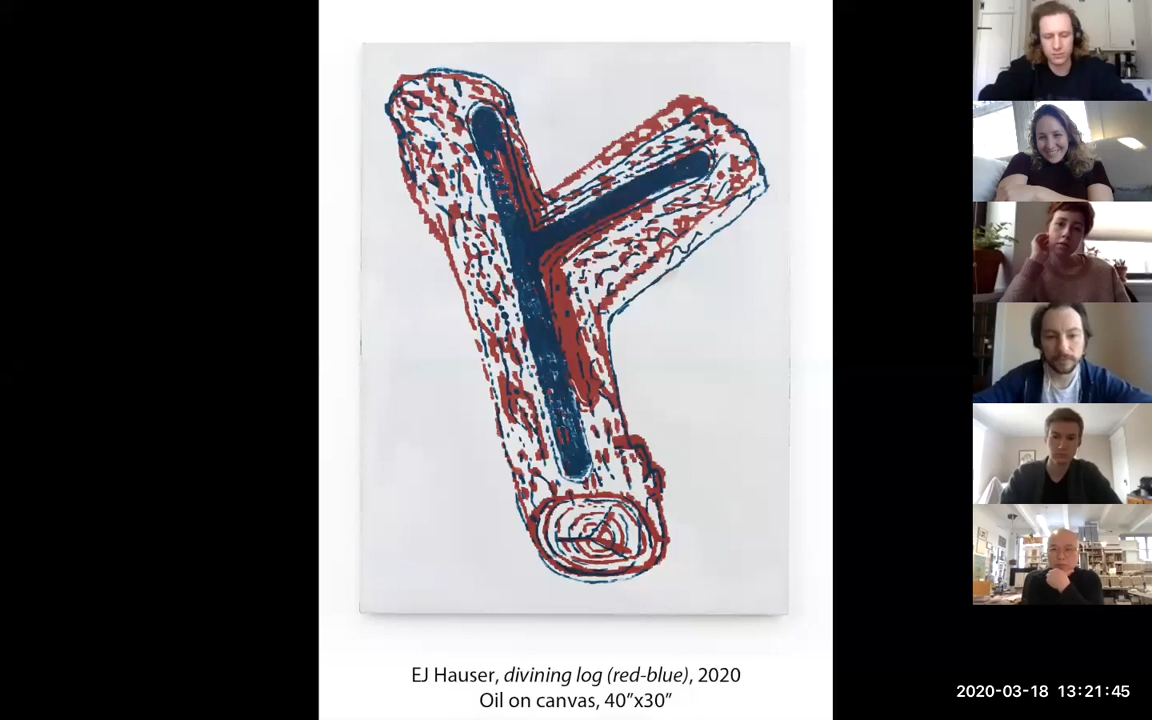 EJ Hauser, divining log (red-blue), 2020
Oil on canvas, 40”x30”
2020-03-18 13:21:45